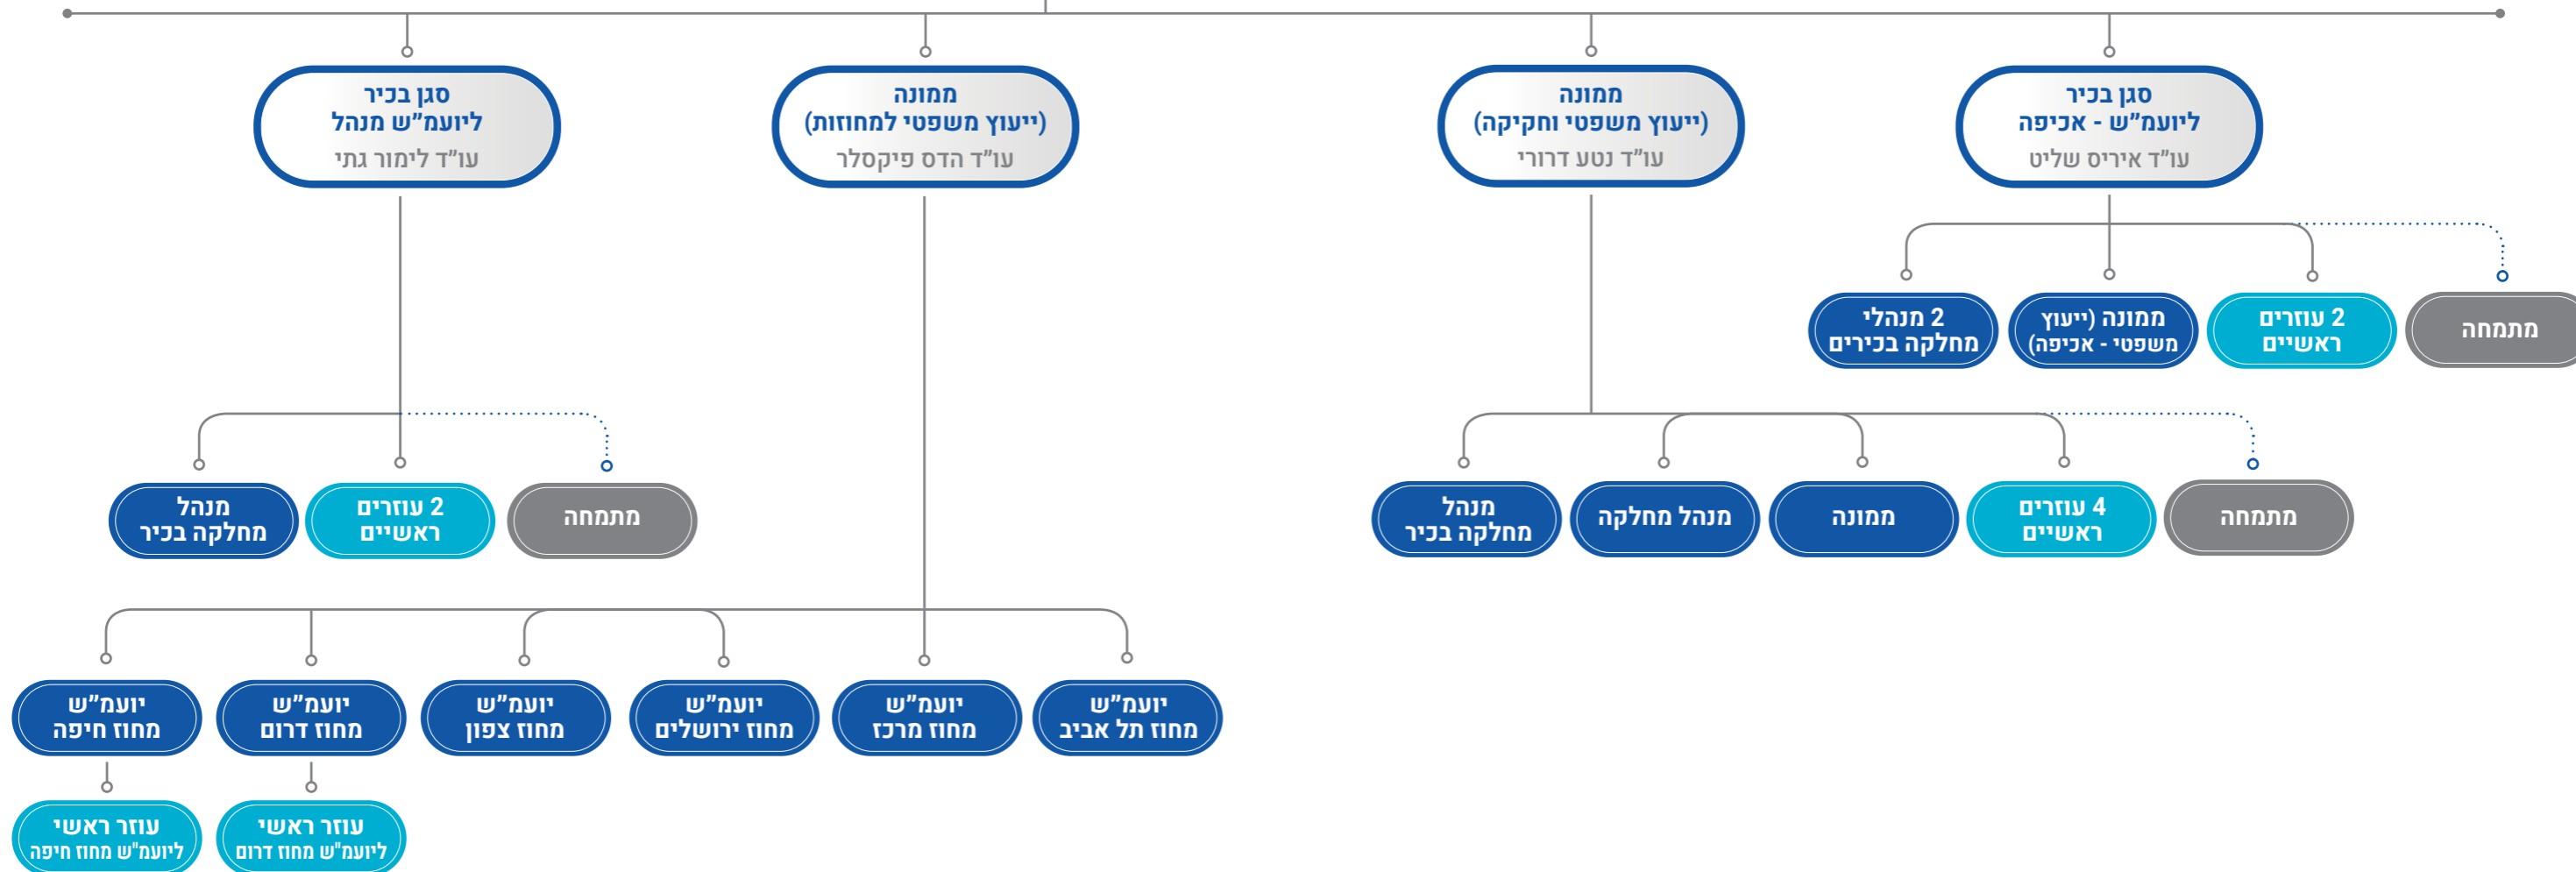 סגן בכיר
ליועמ״ש - אכיפה
עו״ד איריס שליט
ממונה
(ייעוץ משפטי וחקיקה)
עו״ד נטע דרורי
ממונה
(ייעוץ משפטי למחוזות)
עו״ד הדס פיקסלר
סגן בכיר
ליועמ״ש מנהל
עו״ד לימור גתי
מתמחה
2 עוזרים
ראשיים
ממונה (ייעוץ
משפטי - אכיפה)
2 מנהלי
מחלקה בכירים
מתמחה
4 עוזרים
ראשיים
ממונה
מנהל מחלקה
מנהל
מחלקה בכיר
מתמחה
2 עוזרים
ראשיים
מנהל
מחלקה בכיר
יועמ״ש
מחוז תל אביב
יועמ״ש
מחוז מרכז
יועמ״ש
מחוז ירושלים
יועמ״ש
מחוז צפון
יועמ״ש
מחוז דרום
יועמ״ש
מחוז חיפה
עוזר ראשי
ליועמ"ש מחוז דרום
עוזר ראשי
ליועמ"ש מחוז חיפה